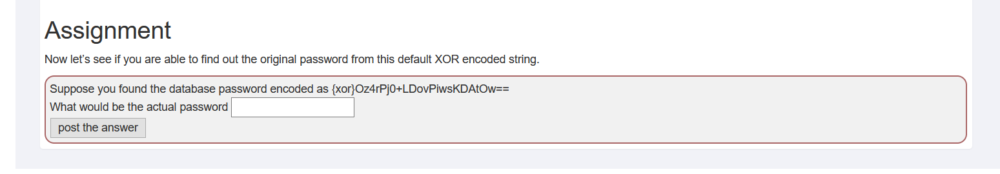 Assignment
Now let’s see if you are able to find out the original password from this default XOR encoded string.
Suppose you found the database password encoded as {xor}Oz4rPj0+LDovPiwsKDAtOw==
What would be the actual password
post the answer